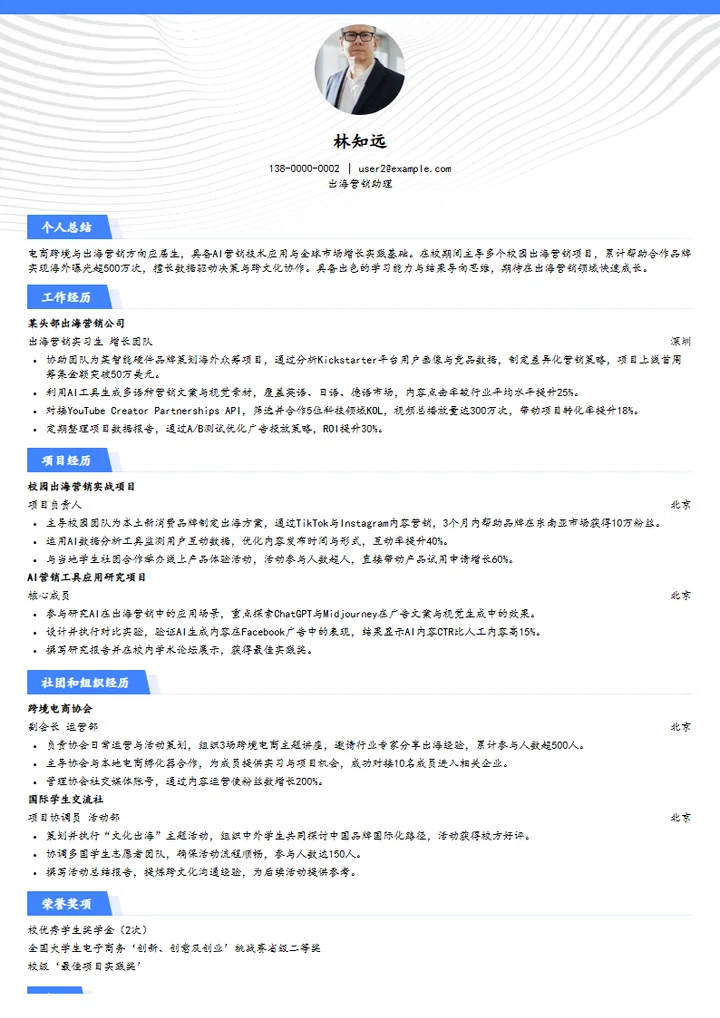 林知远
138-0000-0002 | user2@example.com
出海营销助理
个人总结
电商跨境与出海营销方向应届生，具备AI营销技术应用与全球市场增长实践基础。在校期间主导多个校园出海营销项目，累计帮助合作品牌
实现海外曝光超500万次，擅长数据驱动决策与跨文化协作。具备出色的学习能力与结果导向思维，期待在出海营销领域快速成长。
工作经历
某头部出海营销公司
出海营销实习生 增长团队 深圳
• 协助团队为某智能硬件品牌策划海外众筹项目，通过分析Kickstarter平台用户画像与竞品数据，制定差异化营销策略，项目上线首周
筹集金额突破50万美元。
• 利用AI工具生成多语种营销文案与视觉素材，覆盖英语、日语、德语市场，内容点击率较行业平均水平提升25%。
• 对接YouTube Creator Partnerships API，筛选并合作5位科技领域KOL，视频总播放量达300万次，带动项目转化率提升18%。
• 定期整理项目数据报告，通过A/B测试优化广告投放策略，ROI提升30%。
项目经历
校园出海营销实战项目
项目负责人 北京
• 主导校园团队为本土新消费品牌制定出海方案，通过TikTok与Instagram内容营销，3个月内帮助品牌在东南亚市场获得10万粉丝。
• 运用AI数据分析工具监测用户互动数据，优化内容发布时间与形式，互动率提升40%。
• 与当地学生社团合作举办线上产品体验活动，活动参与人数超人，直接带动产品试用申请增长60%。
AI营销工具应用研究项目
核心成员 北京
• 参与研究AI在出海营销中的应用场景，重点探索ChatGPT与Midjourney在广告文案与视觉生成中的效果。
• 设计并执行对比实验，验证AI生成内容在Facebook广告中的表现，结果显示AI内容CTR比人工内容高15%。
• 撰写研究报告并在校内学术论坛展示，获得最佳实践奖。
社团和组织经历
跨境电商协会
副会长 运营部 北京
• 负责协会日常运营与活动策划，组织3场跨境电商主题讲座，邀请行业专家分享出海经验，累计参与人数超500人。
• 主导协会与本地电商孵化器合作，为成员提供实习与项目机会，成功对接10名成员进入相关企业。
• 管理协会社交媒体账号，通过内容运营使粉丝数增长200%。
国际学生交流社
项目协调员 活动部 北京
• 策划并执行“文化出海”主题活动，组织中外学生共同探讨中国品牌国际化路径，活动获得校方好评。
• 协调多国学生志愿者团队，确保活动流程顺畅，参与人数达150人。
• 撰写活动总结报告，提炼跨文化沟通经验，为后续活动提供参考。
荣誉奖项
校优秀学生奖学金（2次）
全国大学生电子商务‘创新、创意及创业’挑战赛省级二等奖
校级‘最佳项目实践奖’